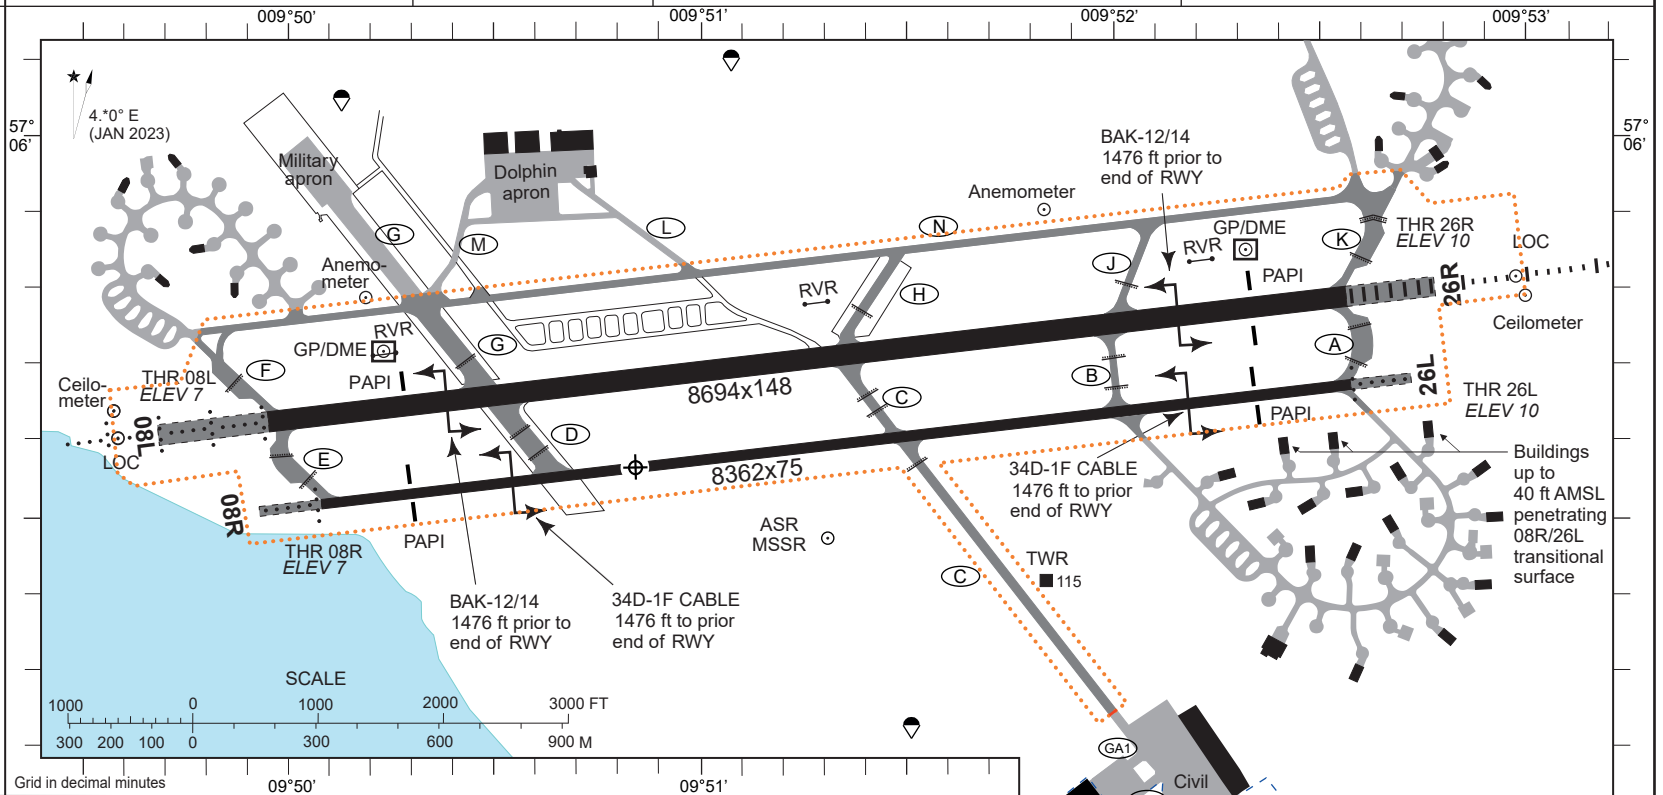 009°50'
009°51'
009°52'
009°53'
57°
06'
57°
06'
4.*0° E
(JAN 2023)
Military
apron
Dolphin
apron
G
M
L
N
Anemometer
BAK-12/14
1476 ft prior to
end of RWY
GP/DME
RVR
K
THR 26R
ELEV 10
LOC
J
PAPI
26R
Ceilometer
Anemo-
meter
RVR
H
RVR
GP/DME
G
F
PAPI
THR 08L
ELEV 7
Ceilo-
meter
08L
LOC
8694x148
A
B
C
26L
THR 26L
ELEV 10
PAPI
D
E
8362x75
34D-1F CABLE
1476 ft to prior
end of RWY
Buildings
up to
40 ft AMSL
penetrating
08R/26L
transitional
surface
08R
THR 08R
ELEV 7
PAPI
ASR
MSSR
TWR
115
C
BAK-12/14
1476 ft prior to
end of RWY
34D-1F CABLE
1476 ft to prior
end of RWY
SCALE
1000 0 1000 2000 3000 FT
300 200 100 0 300 600 900 M
GA1
Civil
Grid in decimal minutes
009°50'
009°51'